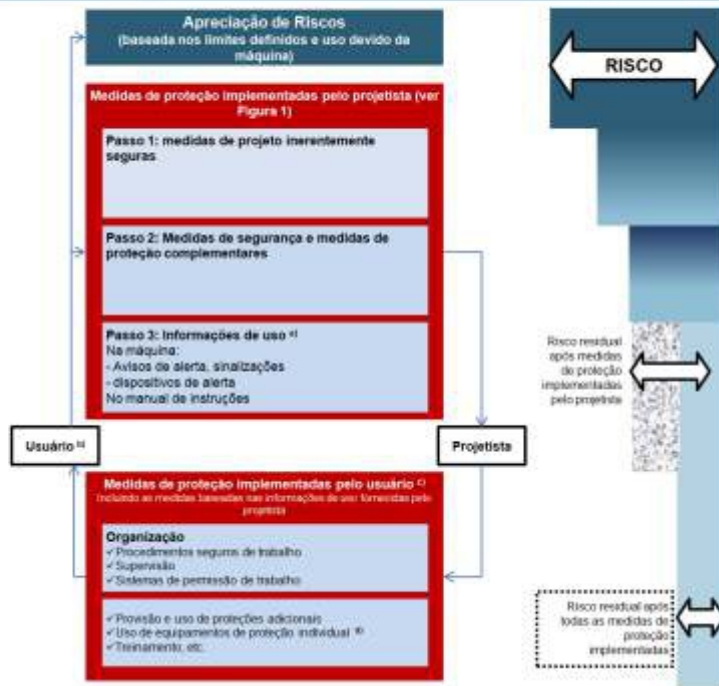 Apreciação de Riscos
(baseada nos limites definidos e uso devido da
máquina)
RISCO
Medidas de proteção implementadas pelo projetista (ver
Figura 1)
Passo 1: medidas de projeto inerentemente
seguras
Passo 2: Medidas de segurança e medidas de
proteção complementares
Passo 3: Informações de uso a)
Na máquina:
- Avisos de alerta, sinalizações
- dispositivos de alerta
No manual de instruções
Risco residual
após medidas
de proteção
implementadas
pelo projetista
Usuário b)
Projetista
Medidas de proteção implementadas pelo usuário c)
Incluindo as medidas baseadas nas informações de uso fornecidas pelo
projetista
Organização
✓Procedimentos seguros de trabalho
✓Supervisão
✓Sistemas de permissão de trabalho
✓Provisão e uso de proteções adicionais
✓Uso de equipamentos de proteção individual
✓Treinamento, etc.
Risco residual após
todas as medidas de
proteção
implementadas